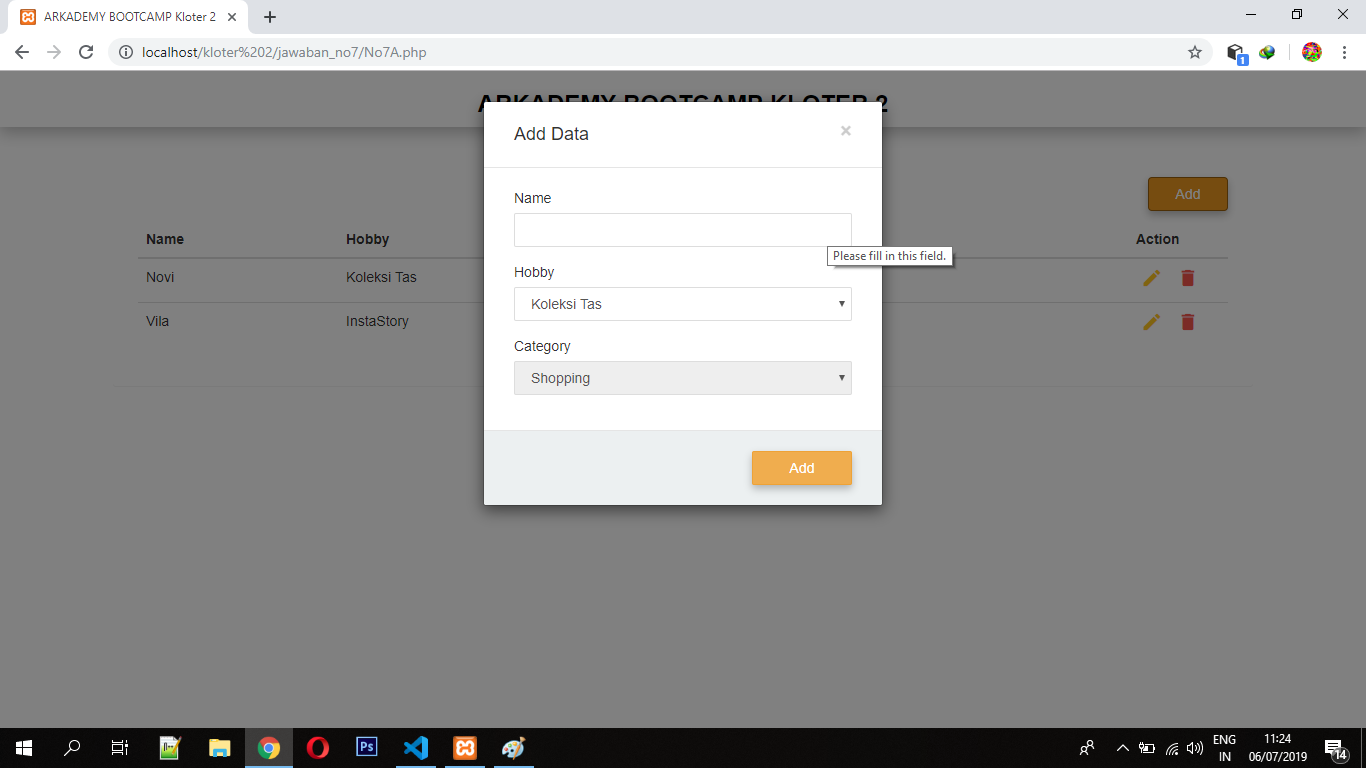 ARKADEMY BOOTCAMP Kloter 2
localhost/kloter%202/jawaban_no7/No7A.php
1
ARKADEMY BOOTCAMP KLOTER 2
Add Data ×
Add
Name
Name Hobby Action
Please fill in this field.
Hobby
Novi Koleksi Tas
Koleksi Tas
Vila InstaStory
Category
Shopping
Add
Ps
ENG 11:24
IN 06/07/2019 14